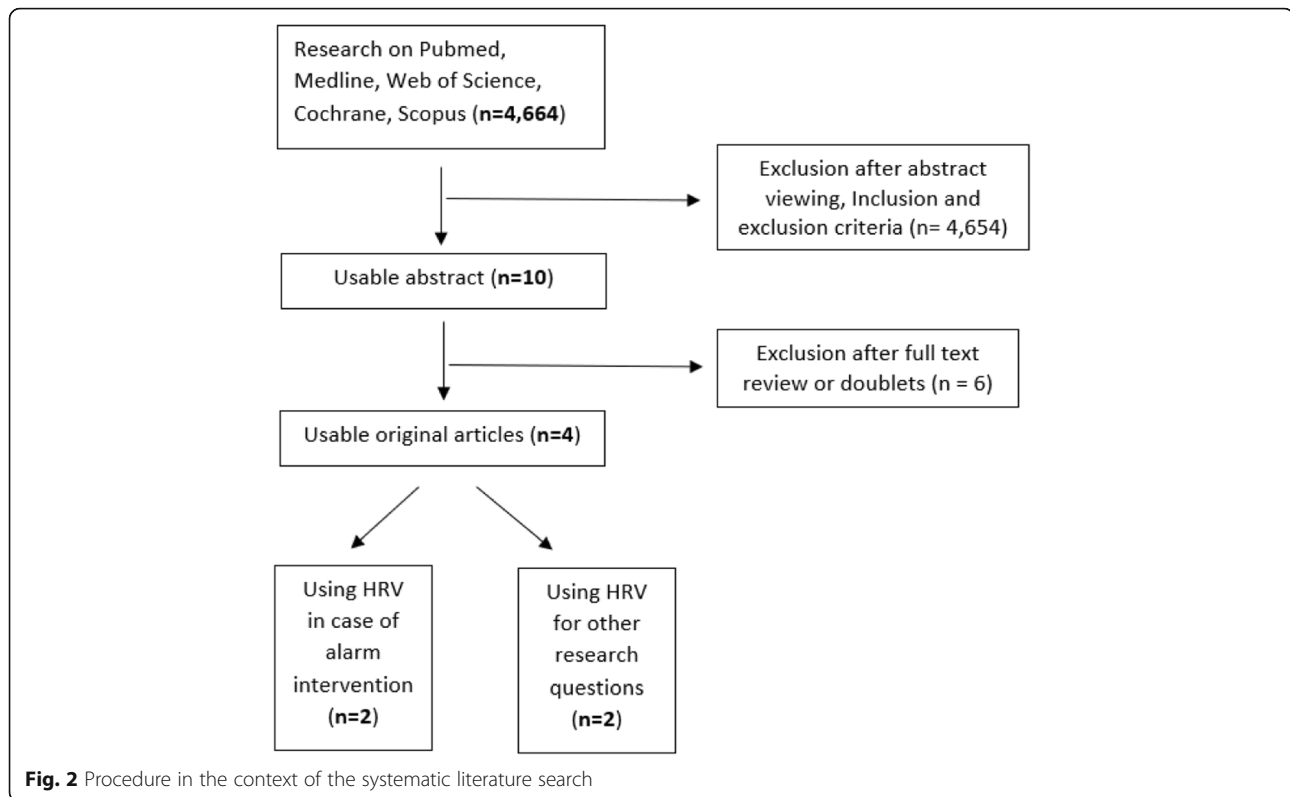 Research on Pubmed,
Medline, Web of Science,
Cochrane, Scopus (n=4,664)
Exclusion after abstract
viewing, Inclusion and
exclusion criteria (n= 4,654)
Usable abstract (n=10)
Exclusion after full text
review or doublets (n = 6)
Usable original articles (n=4)
Using HRV
in case of
alarm
intervention
(n=2)
Using HRV
for other
research
questions
(n=2)
Fig. 2 Procedure in the context of the systematic literature search